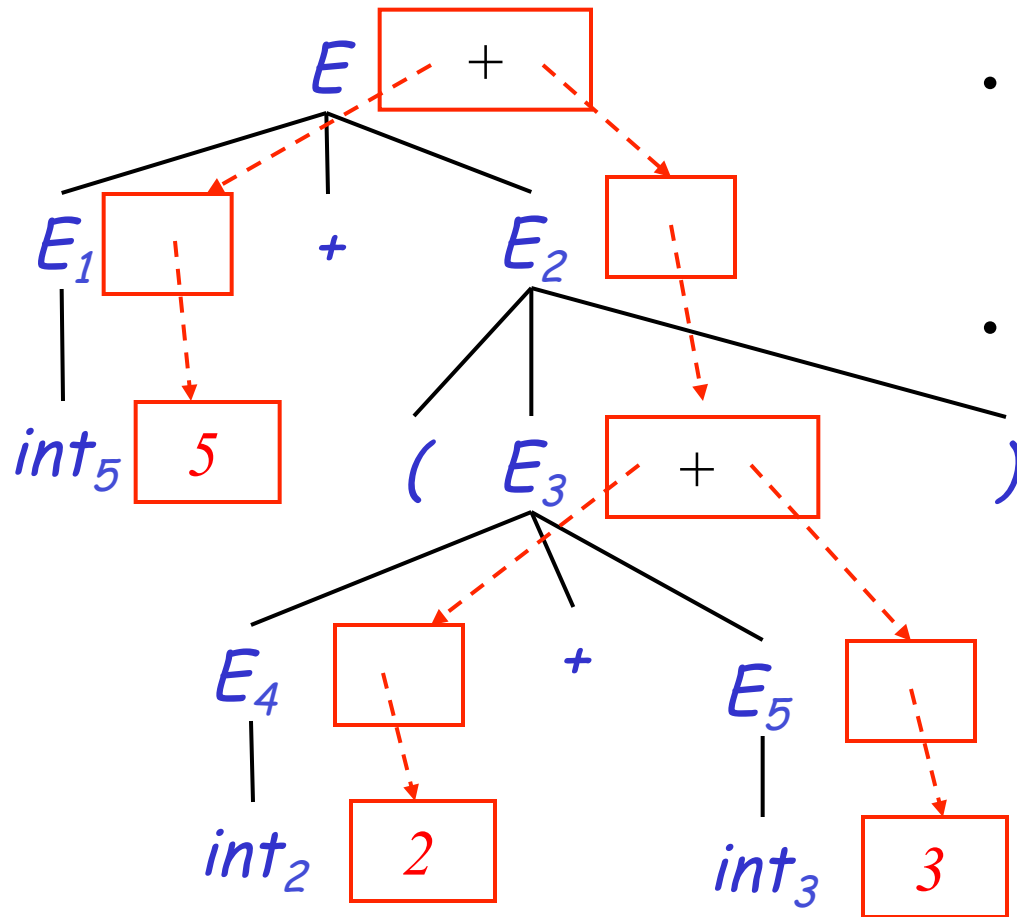 E +
•
E₁ + E₂
•
int₅ 5 ( E₃ + )
E₄ + E₅
int₂ 2 int₃ 3